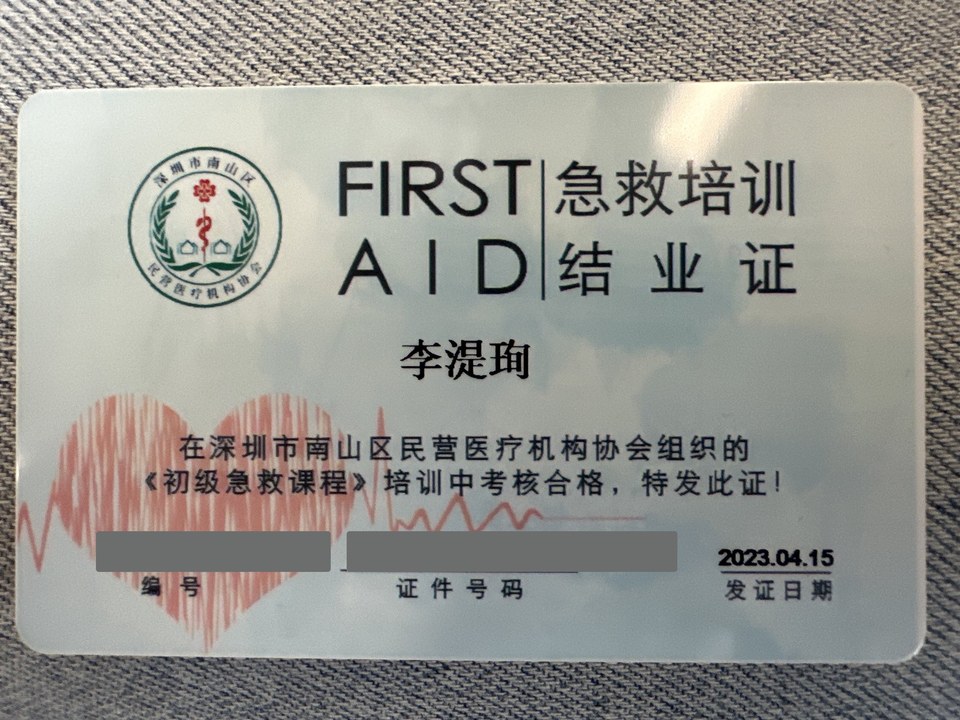 深圳市南山区
民营医疗机构协会
FIRST 急救培训
AID 结业证
李湜珣
在深圳市南山区民营医疗机构协会组织的
《初级急救课程》培训中考核合格，特发此证！
2023.04.15
编号 证件号码 发证日期